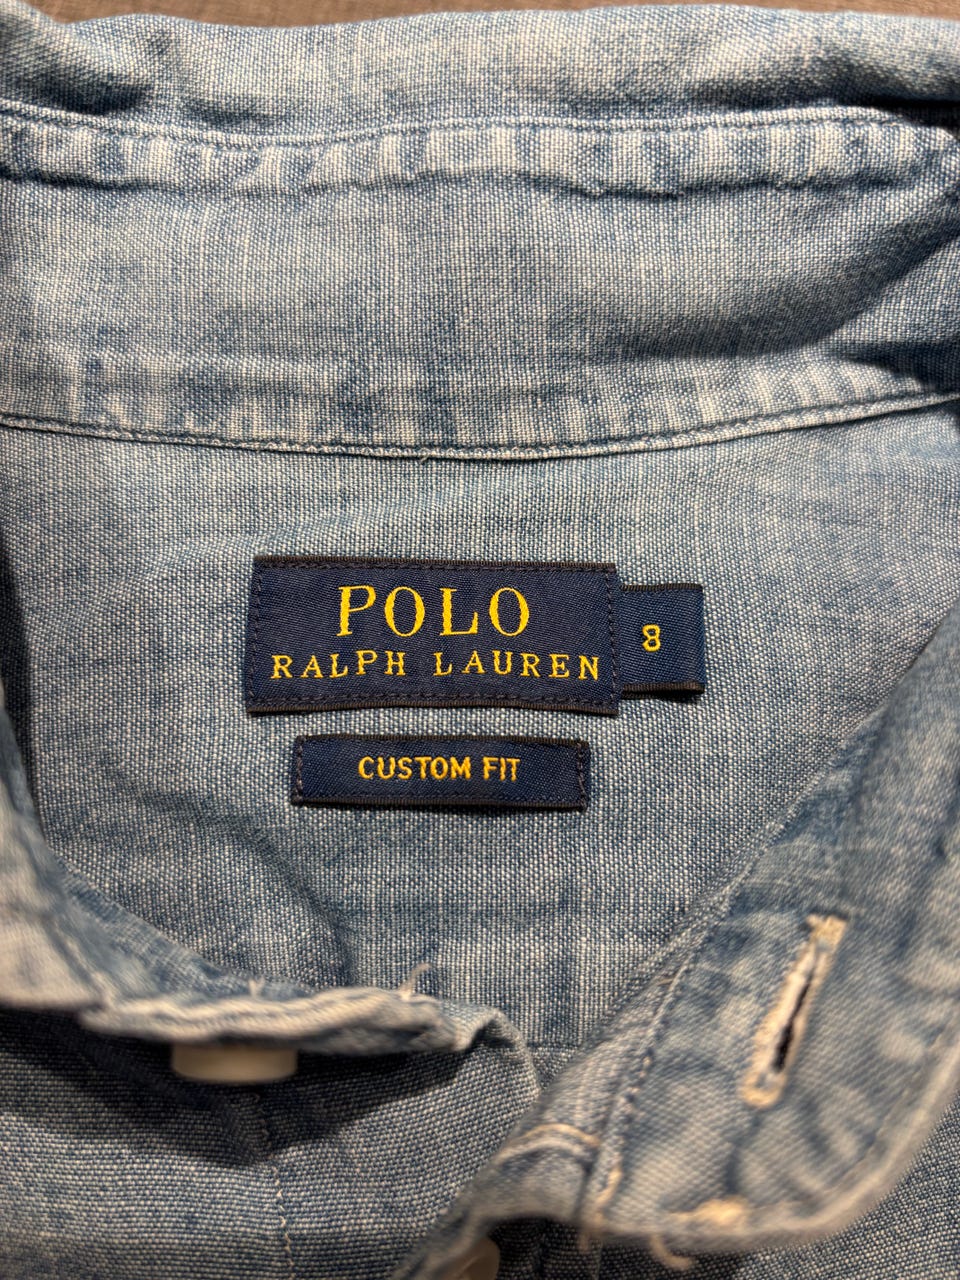 POLO
RALPH LAUREN
8
CUSTOM FIT